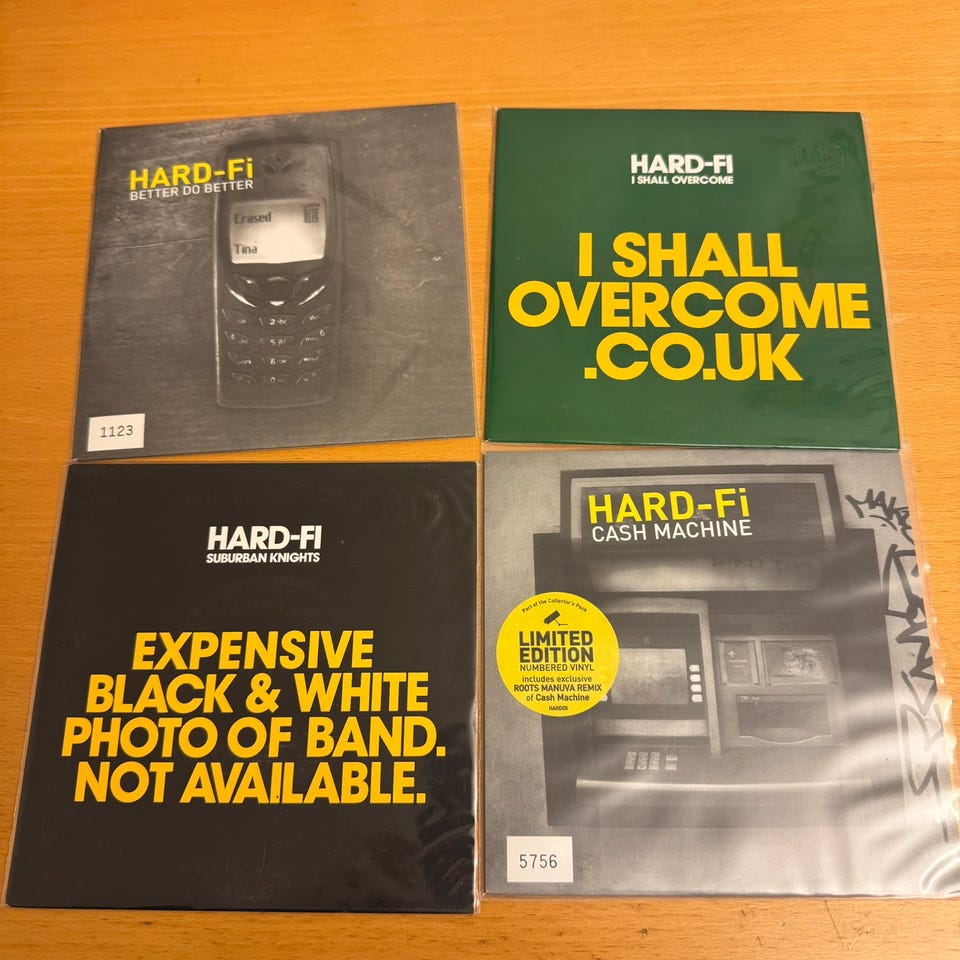 HARD-Fi
BETTER DO BETTER
Erased
Tina
1123
HARD-FI
I SHALL OVERCOME
I SHALL
OVERCOME
.CO.UK
HARD-FI
SUBURBAN KNIGHTS
EXPENSIVE
BLACK & WHITE
PHOTO OF BAND.
NOT AVAILABLE.
HARD-Fi
CASH MACHINE
Part of the Collector's Pack
LIMITED
EDITION
NUMBERED VINYL
includes exclusive
ROOTS MANUVA REMIX
of Cash Machine
HARD05
5756